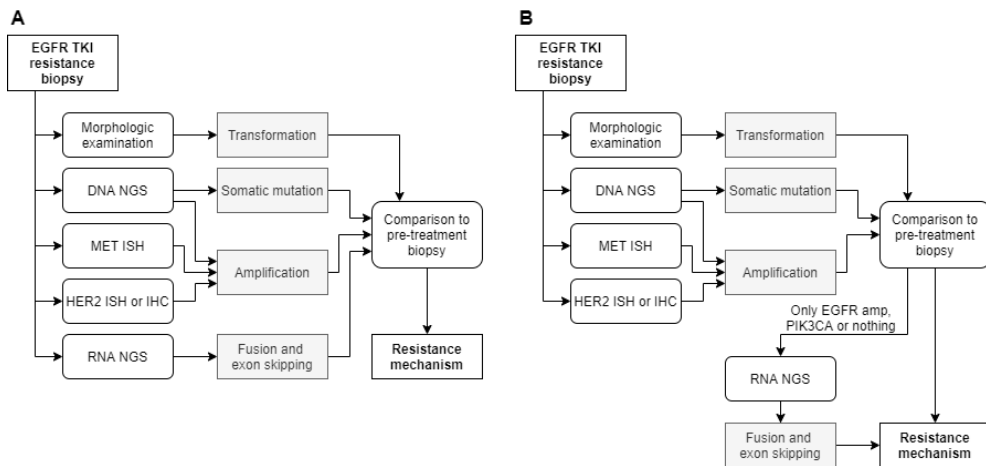 A
EGFR TKI
resistance
biopsy
Morphologic
examination
Transformation
DNA NGS
Somatic mutation
MET ISH
Comparison to
pre-treatment
biopsy
Amplification
HER2 ISH or IHC
RNA NGS
Fusion and
exon skipping
Resistance
mechanism
B
EGFR TKI
resistance
biopsy
Morphologic
examination
Transformation
DNA NGS
Somatic mutation
MET ISH
Comparison to
pre-treatment
biopsy
Amplification
HER2 ISH or IHC
Only EGFR amp,
PIK3CA or nothing
RNA NGS
Fusion and
exon skipping
Resistance
mechanism